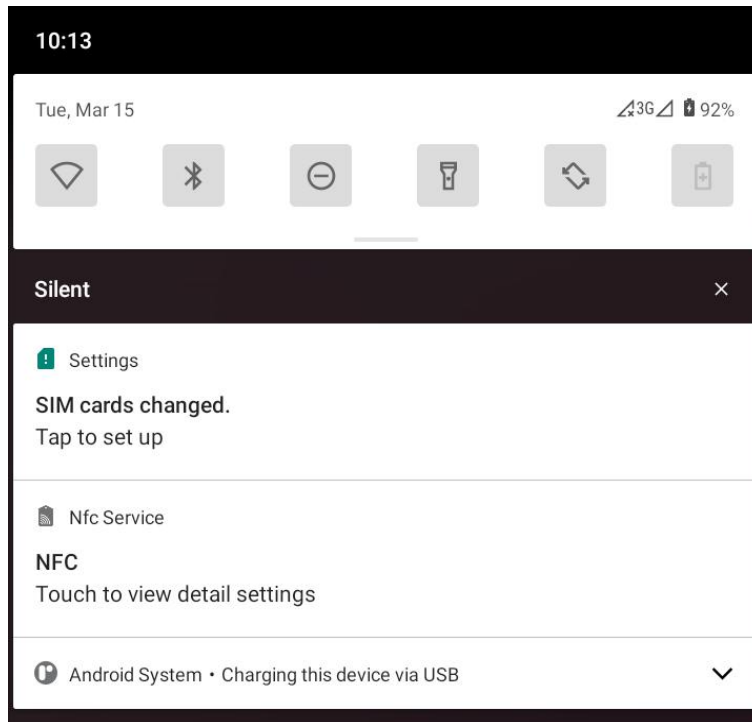 10:13
Tue, Mar 15
3G 92%
Silent
Settings
SIM cards changed.
Tap to set up
Nfc Service
NFC
Touch to view detail settings
Android System • Charging this device via USB